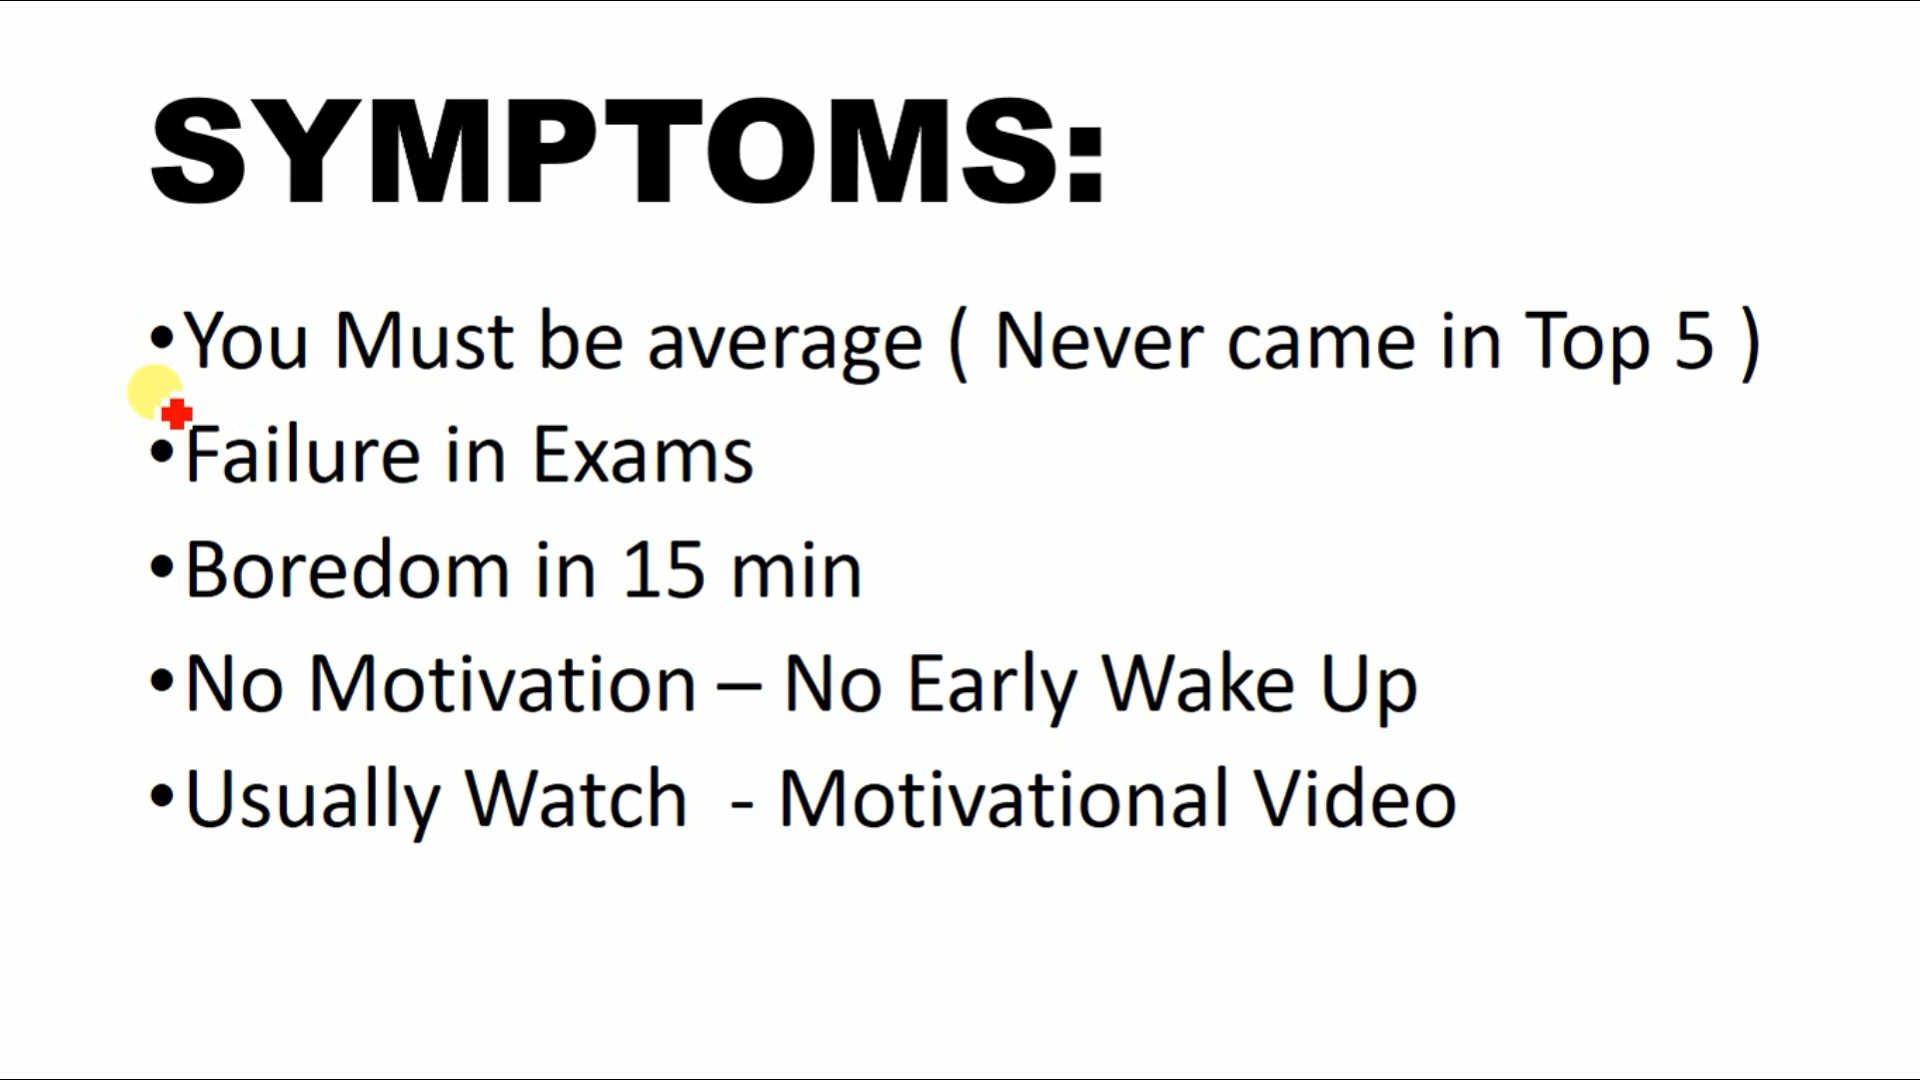 SYMPTOMS:
•You Must be average ( Never came in Top 5 )
•Failure in Exams
•Boredom in 15 min
•No Motivation – No Early Wake Up
•Usually Watch  - Motivational Video